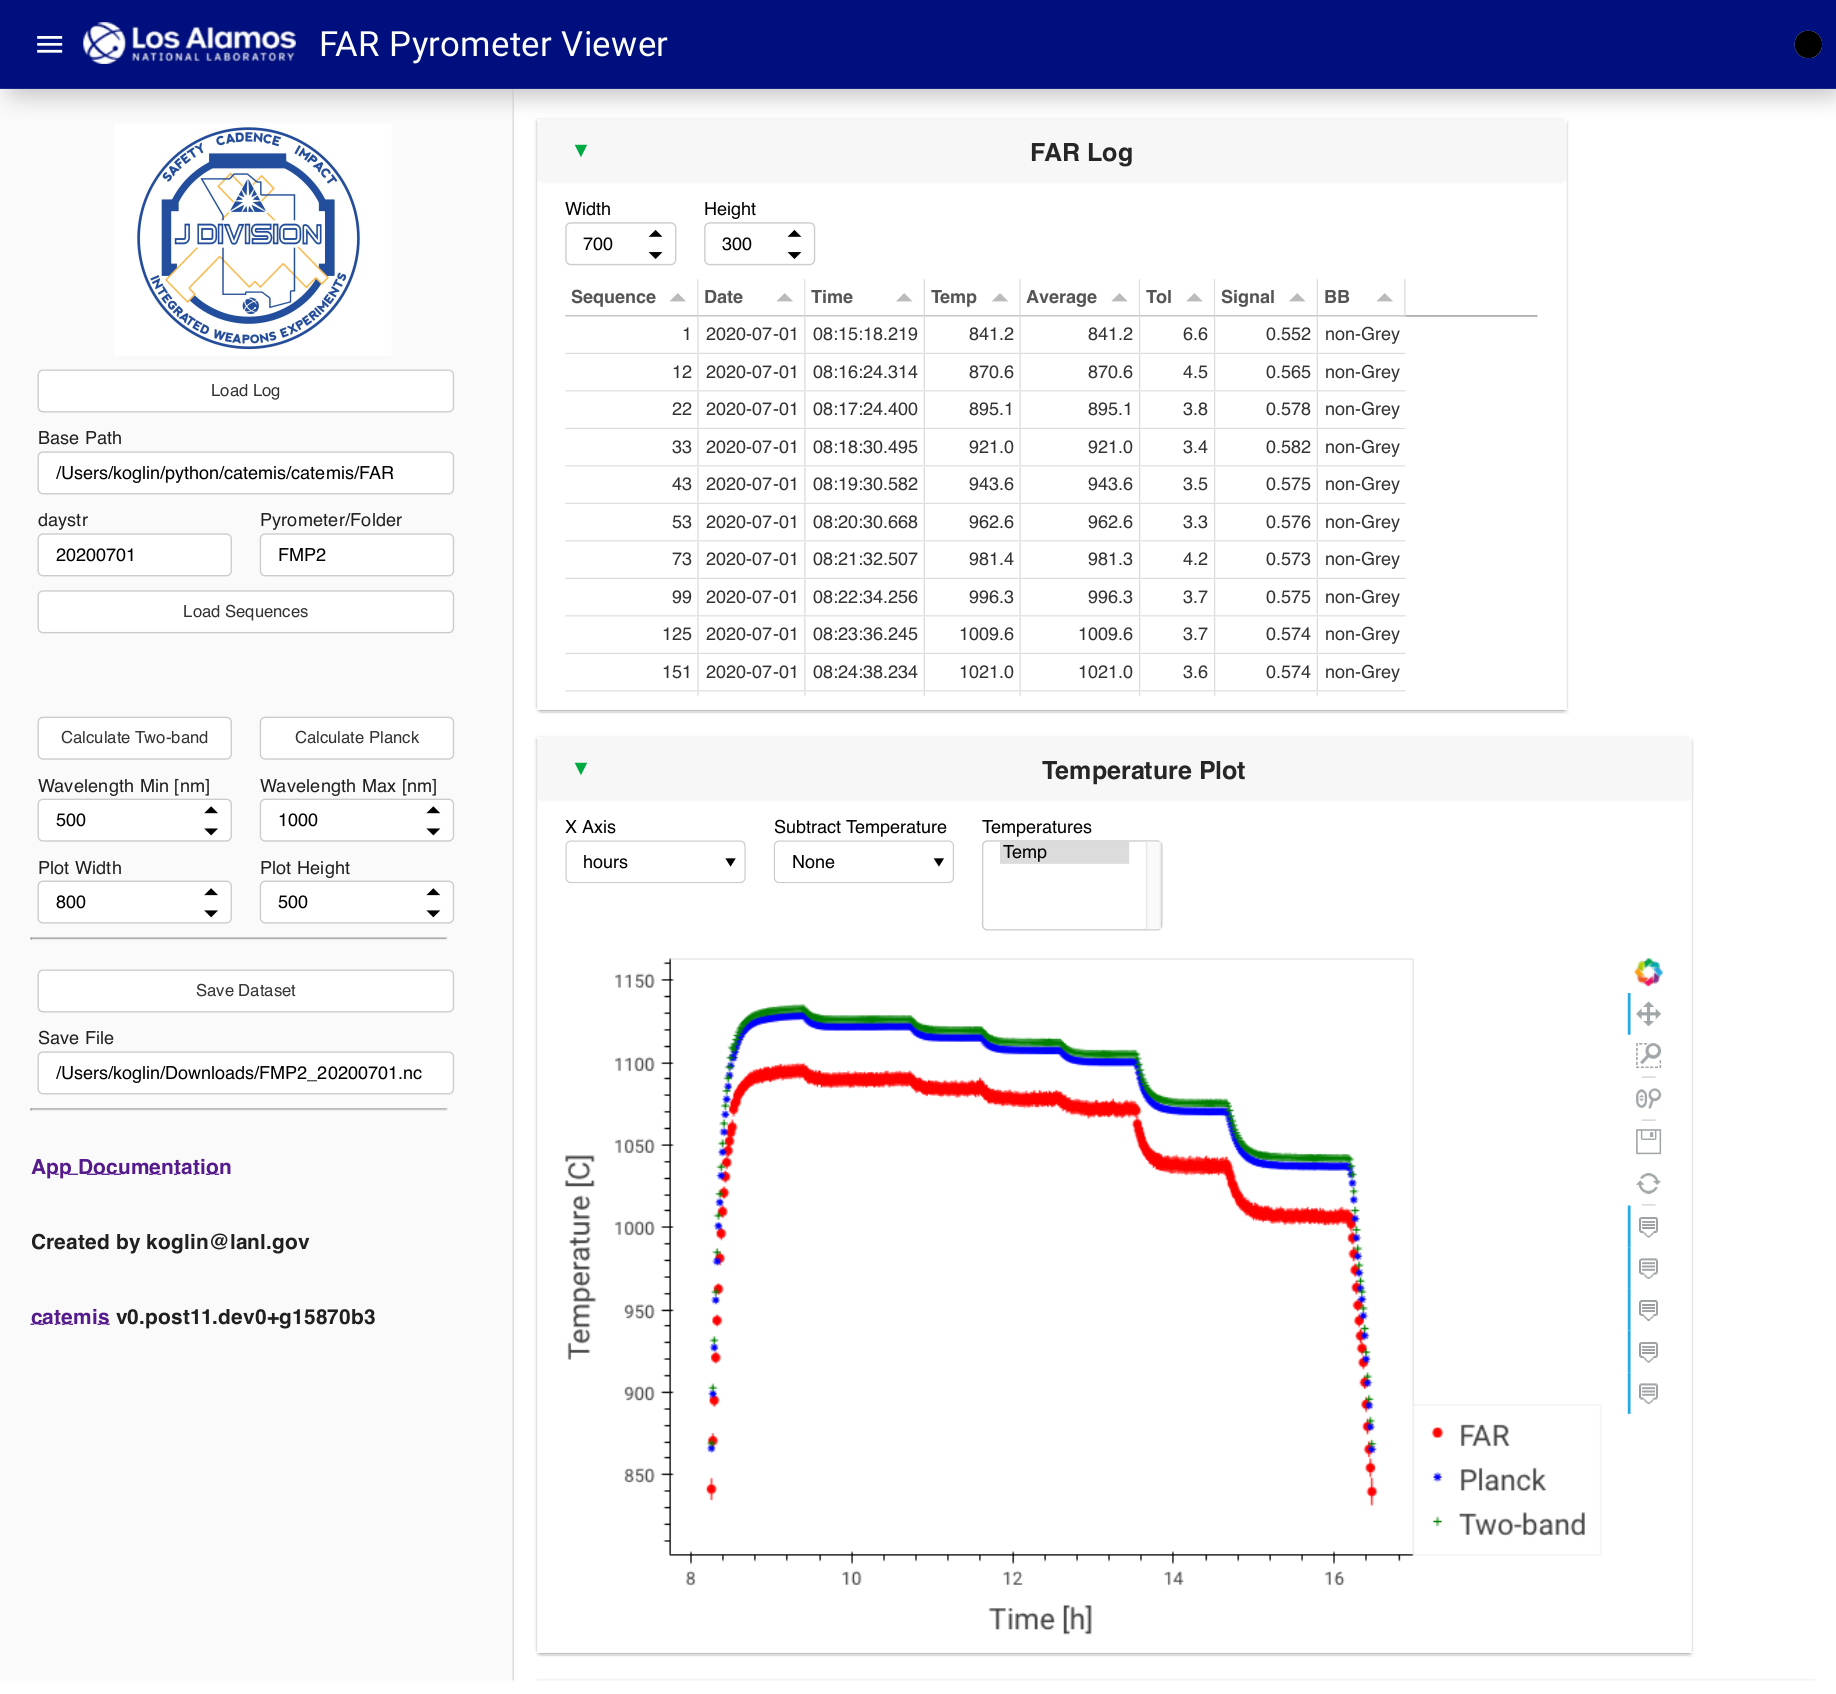 Los Alamos
NATIONAL LABORATORY
FAR Pyrometer Viewer
SAFETY CADENCE IMPACT
J DIVISION
INTEGRATED WEAPONS EXPERIMENTS
Load Log
Base Path
/Users/koglin/python/catemis/catemis/FAR
daystr Pyrometer/Folder
20200701 FMP2
Load Sequences
Calculate Two-band Calculate Planck
Wavelength Min [nm] Wavelength Max [nm]
500 1000
Plot Width Plot Height
800 500
Save Dataset
Save File
/Users/koglin/Downloads/FMP2_20200701.nc
App Documentation
Created by koglin@lanl.gov
catemis v0.post11.dev0+g15870b3
▼ FAR Log
Width Height
700 300
Sequence Date Time Temp Average Tol Signal BB
1 2020-07-01 08:15:18.219 841.2 841.2 6.6 0.552 non-Grey
12 2020-07-01 08:16:24.314 870.6 870.6 4.5 0.565 non-Grey
22 2020-07-01 08:17:24.400 895.1 895.1 3.8 0.578 non-Grey
33 2020-07-01 08:18:30.495 921.0 921.0 3.4 0.582 non-Grey
43 2020-07-01 08:19:30.582 943.6 943.6 3.5 0.575 non-Grey
53 2020-07-01 08:20:30.668 962.6 962.6 3.3 0.576 non-Grey
73 2020-07-01 08:21:32.507 981.4 981.3 4.2 0.573 non-Grey
99 2020-07-01 08:22:34.256 996.3 996.3 3.7 0.575 non-Grey
125 2020-07-01 08:23:36.245 1009.6 1009.6 3.7 0.574 non-Grey
151 2020-07-01 08:24:38.234 1021.0 1021.0 3.6 0.574 non-Grey
▼ Temperature Plot
X Axis Subtract Temperature Temperatures
hours None Temp
1150
1100
1050
1000
950
900
850
Temperature [C]
8 10 12 14 16
Time [h]
FAR
Planck
Two-band